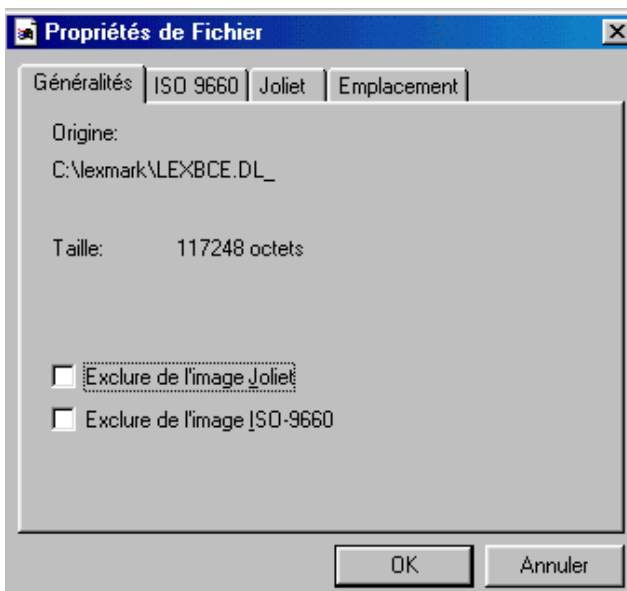 Propriétés de Fichier
Généralités
ISO 9660
Joliet
Emplacement
Origine:
C:\lexmark\LEXBCE.DL_
Taille: 117248 octets
Exclure de l'image Joliet
Exclure de l'image ISO-9660
OK
Annuler